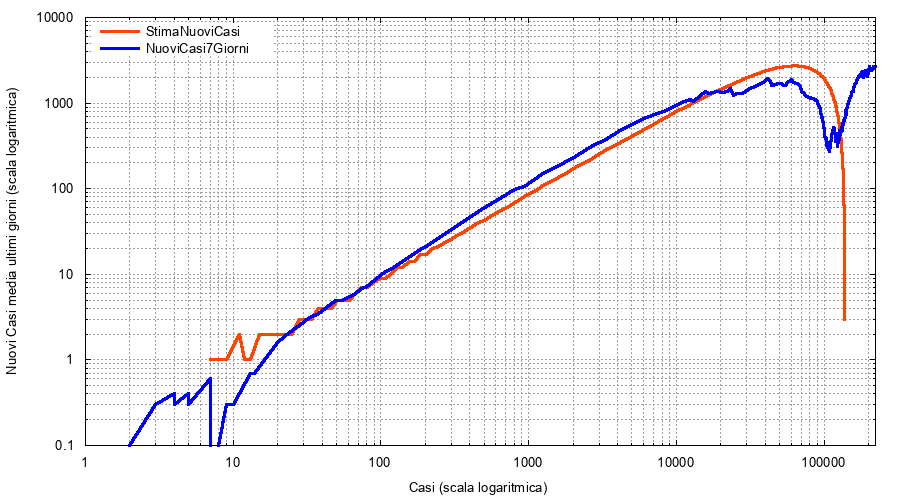 10000
1000
100
10
1
0.1
StimaNuoviCasi
NuoviCasi7Giorni
Nuovi Casi media ultimi giorni (scala logaritmica)
1 10 100 1000 10000 100000
Casi (scala logaritmica)